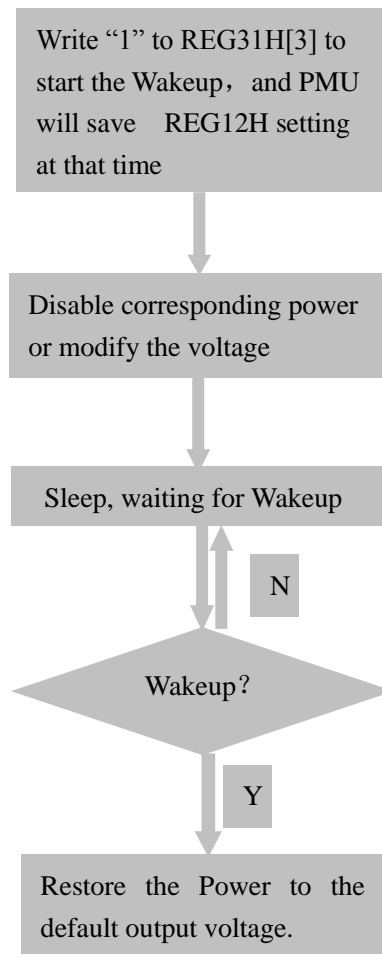 Write “1” to REG31H[3] to
start the Wakeup，and PMU
will save REG12H setting
at that time
Disable corresponding power
or modify the voltage
Sleep, waiting for Wakeup
N
Wakeup？
Y
Restore the Power to the
default output voltage.